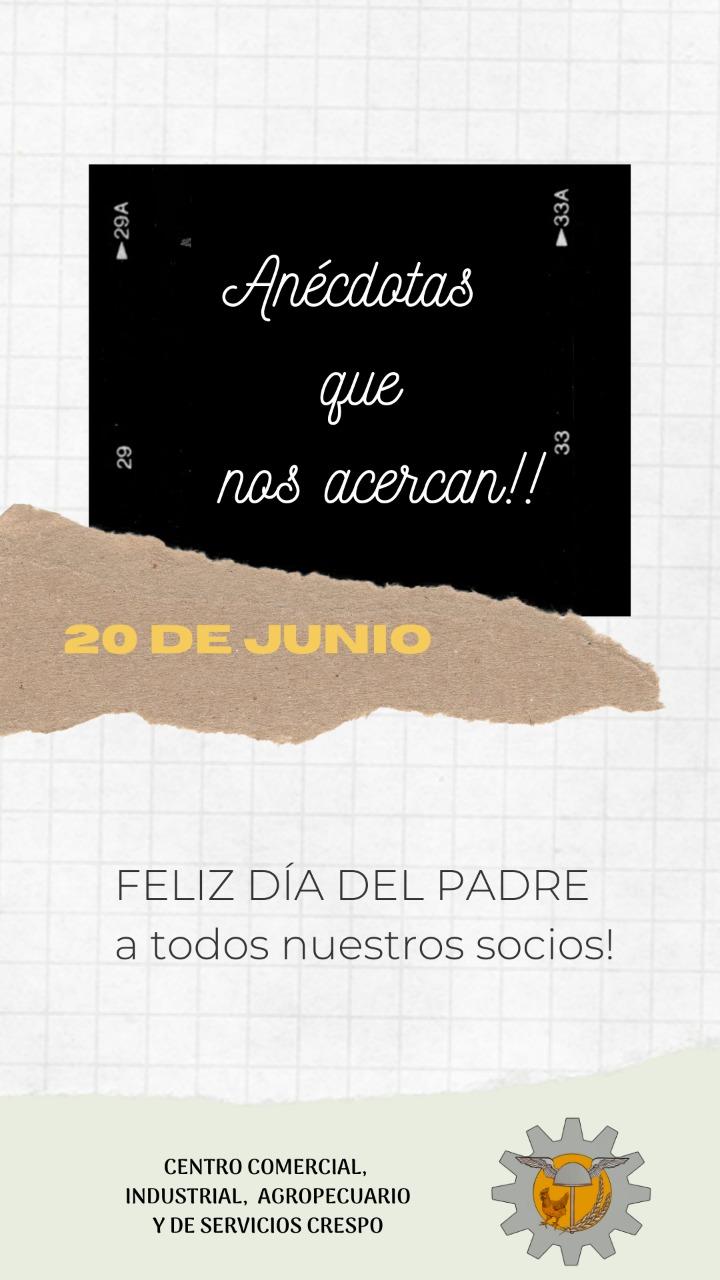 ▶29A
▶33A
Anécdotas
que
nos acercan!!
29
33
20 DE JUNIO
FELIZ DÍA DEL PADRE
a todos nuestros socios!
CENTRO COMERCIAL,
INDUSTRIAL, AGROPECUARIO
Y DE SERVICIOS CRESPO